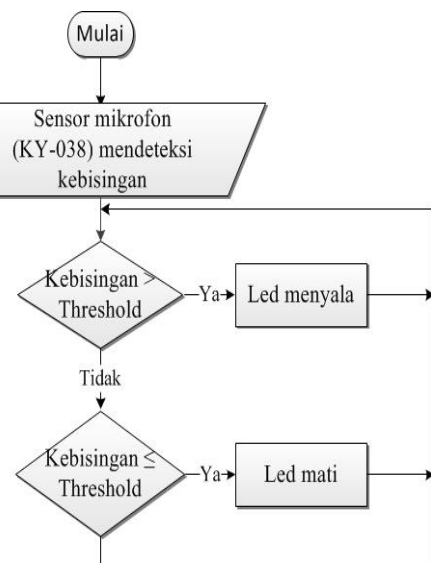 Mulai
Sensor mikrofon
(KY-038) mendeteksi
kebisingan
Kebisingan >
Threshold
Ya
Led menyala
Tidak
Kebisingan ≤
Threshold
Ya
Led mati